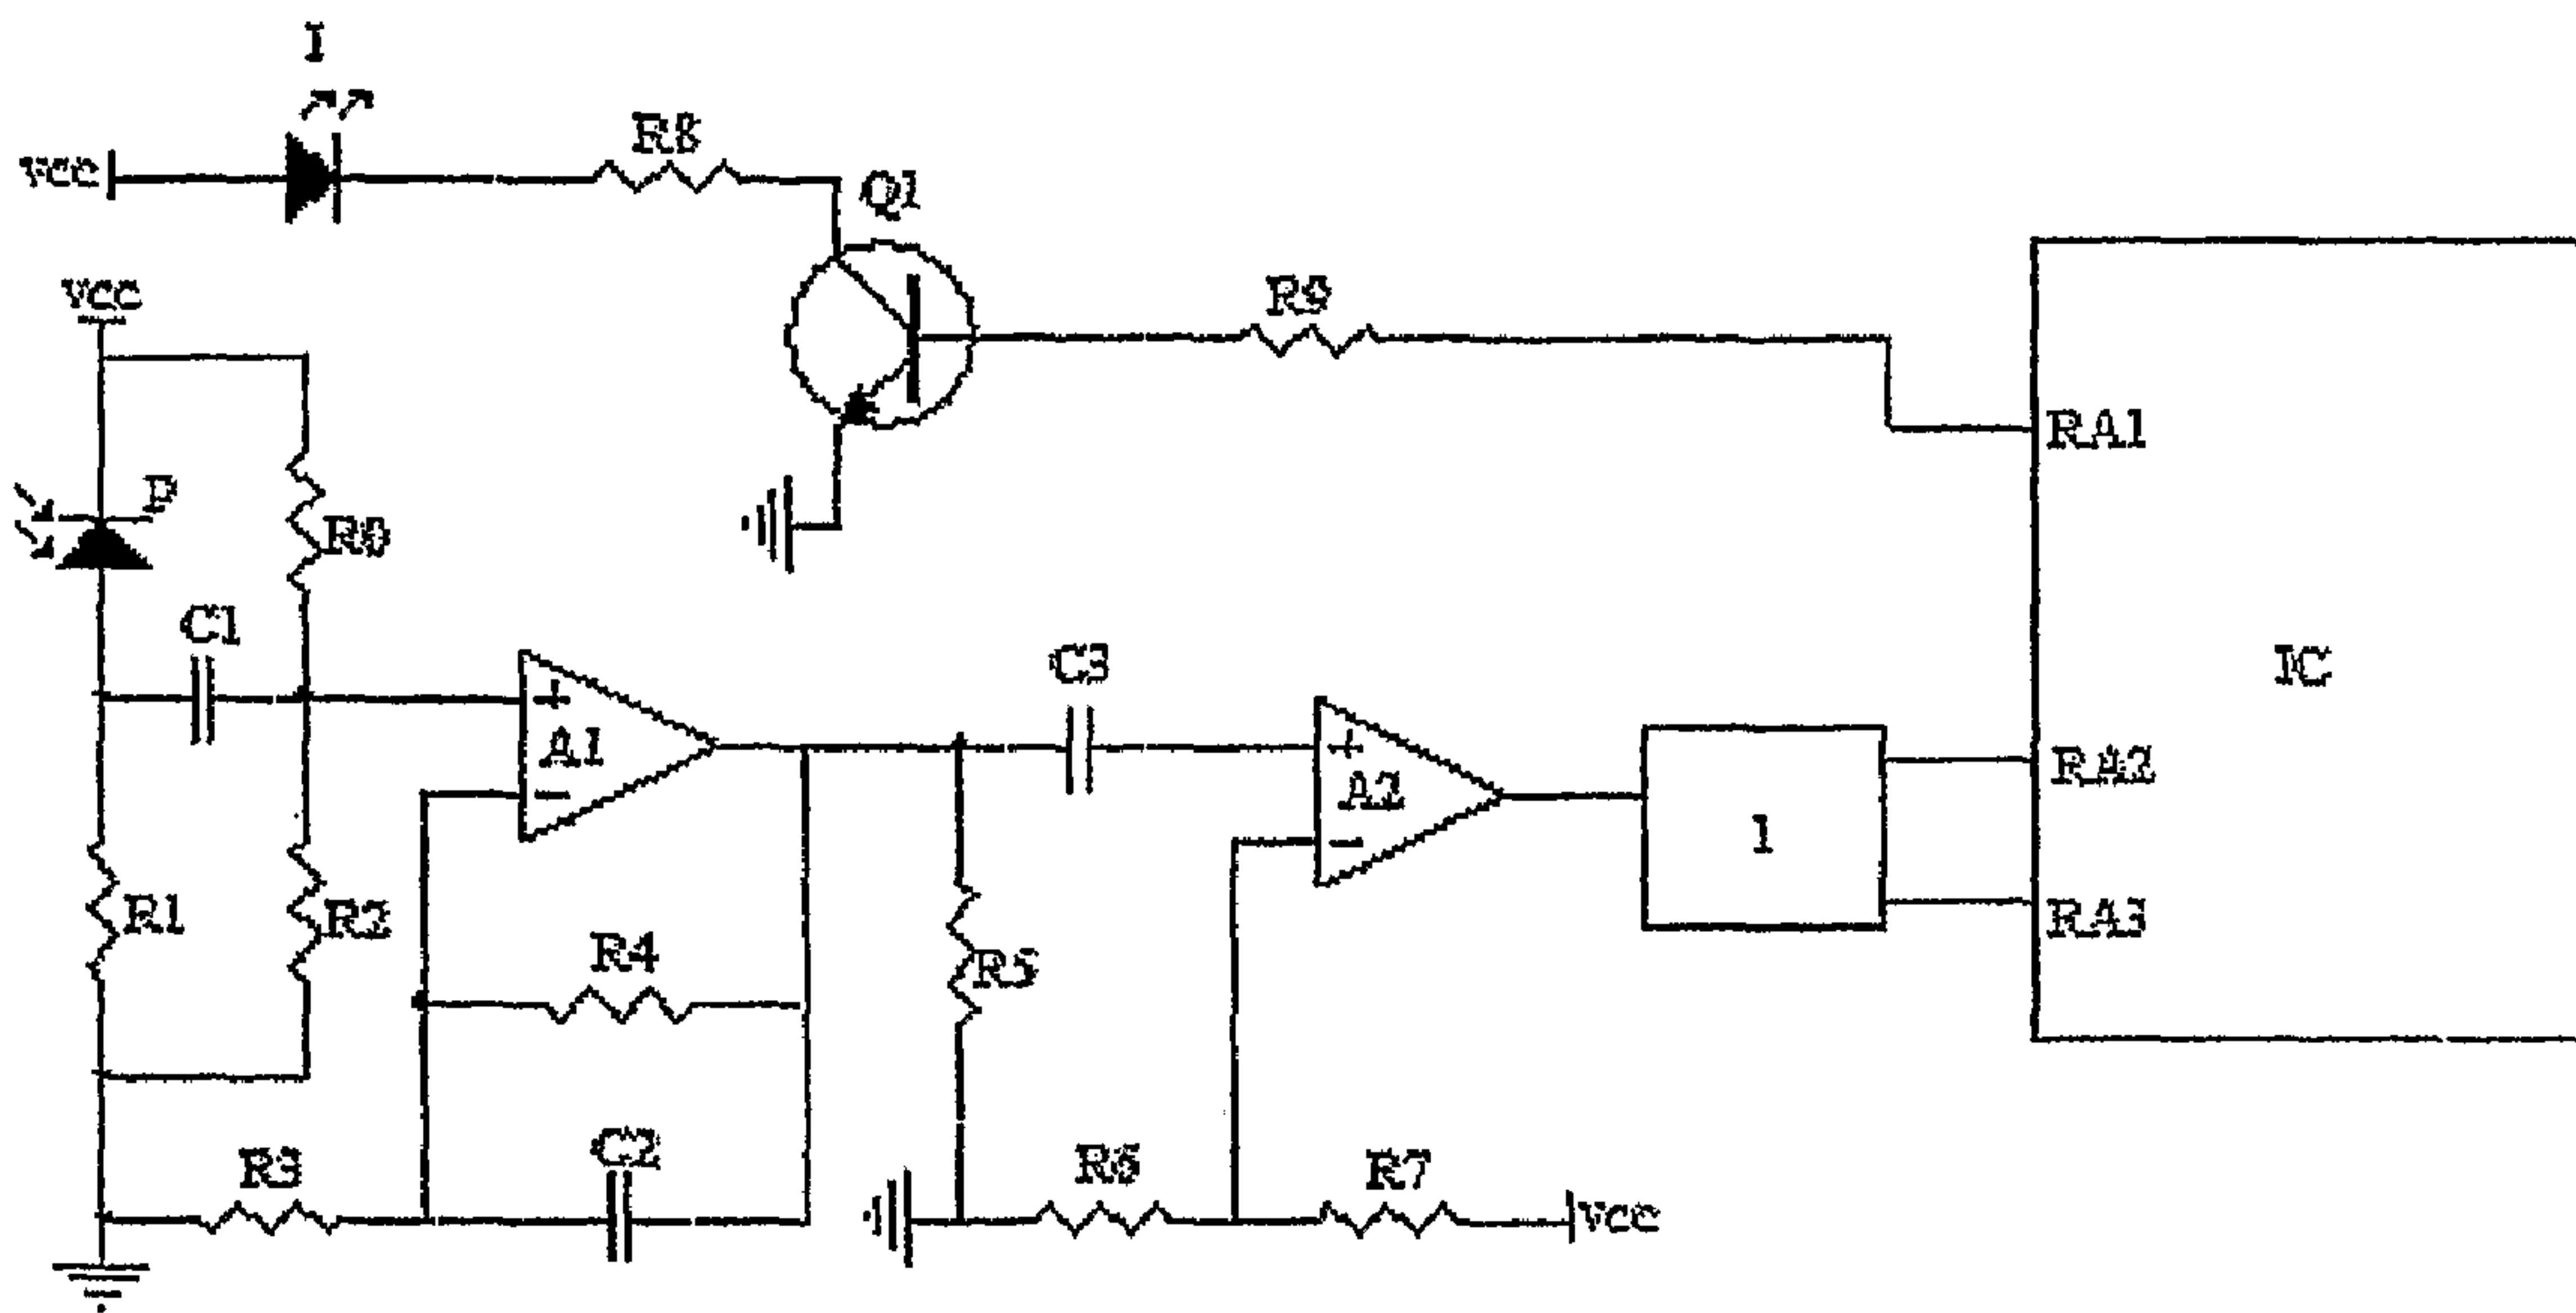 I
R8
Vcc
Q1
Vcc
R9
RA1
P
R0
C1
C3
IC
+
A1
-
+
A2
-
1
RA2
RA3
R1
R2
R4
R5
R3
C2
R6
R7
Vcc